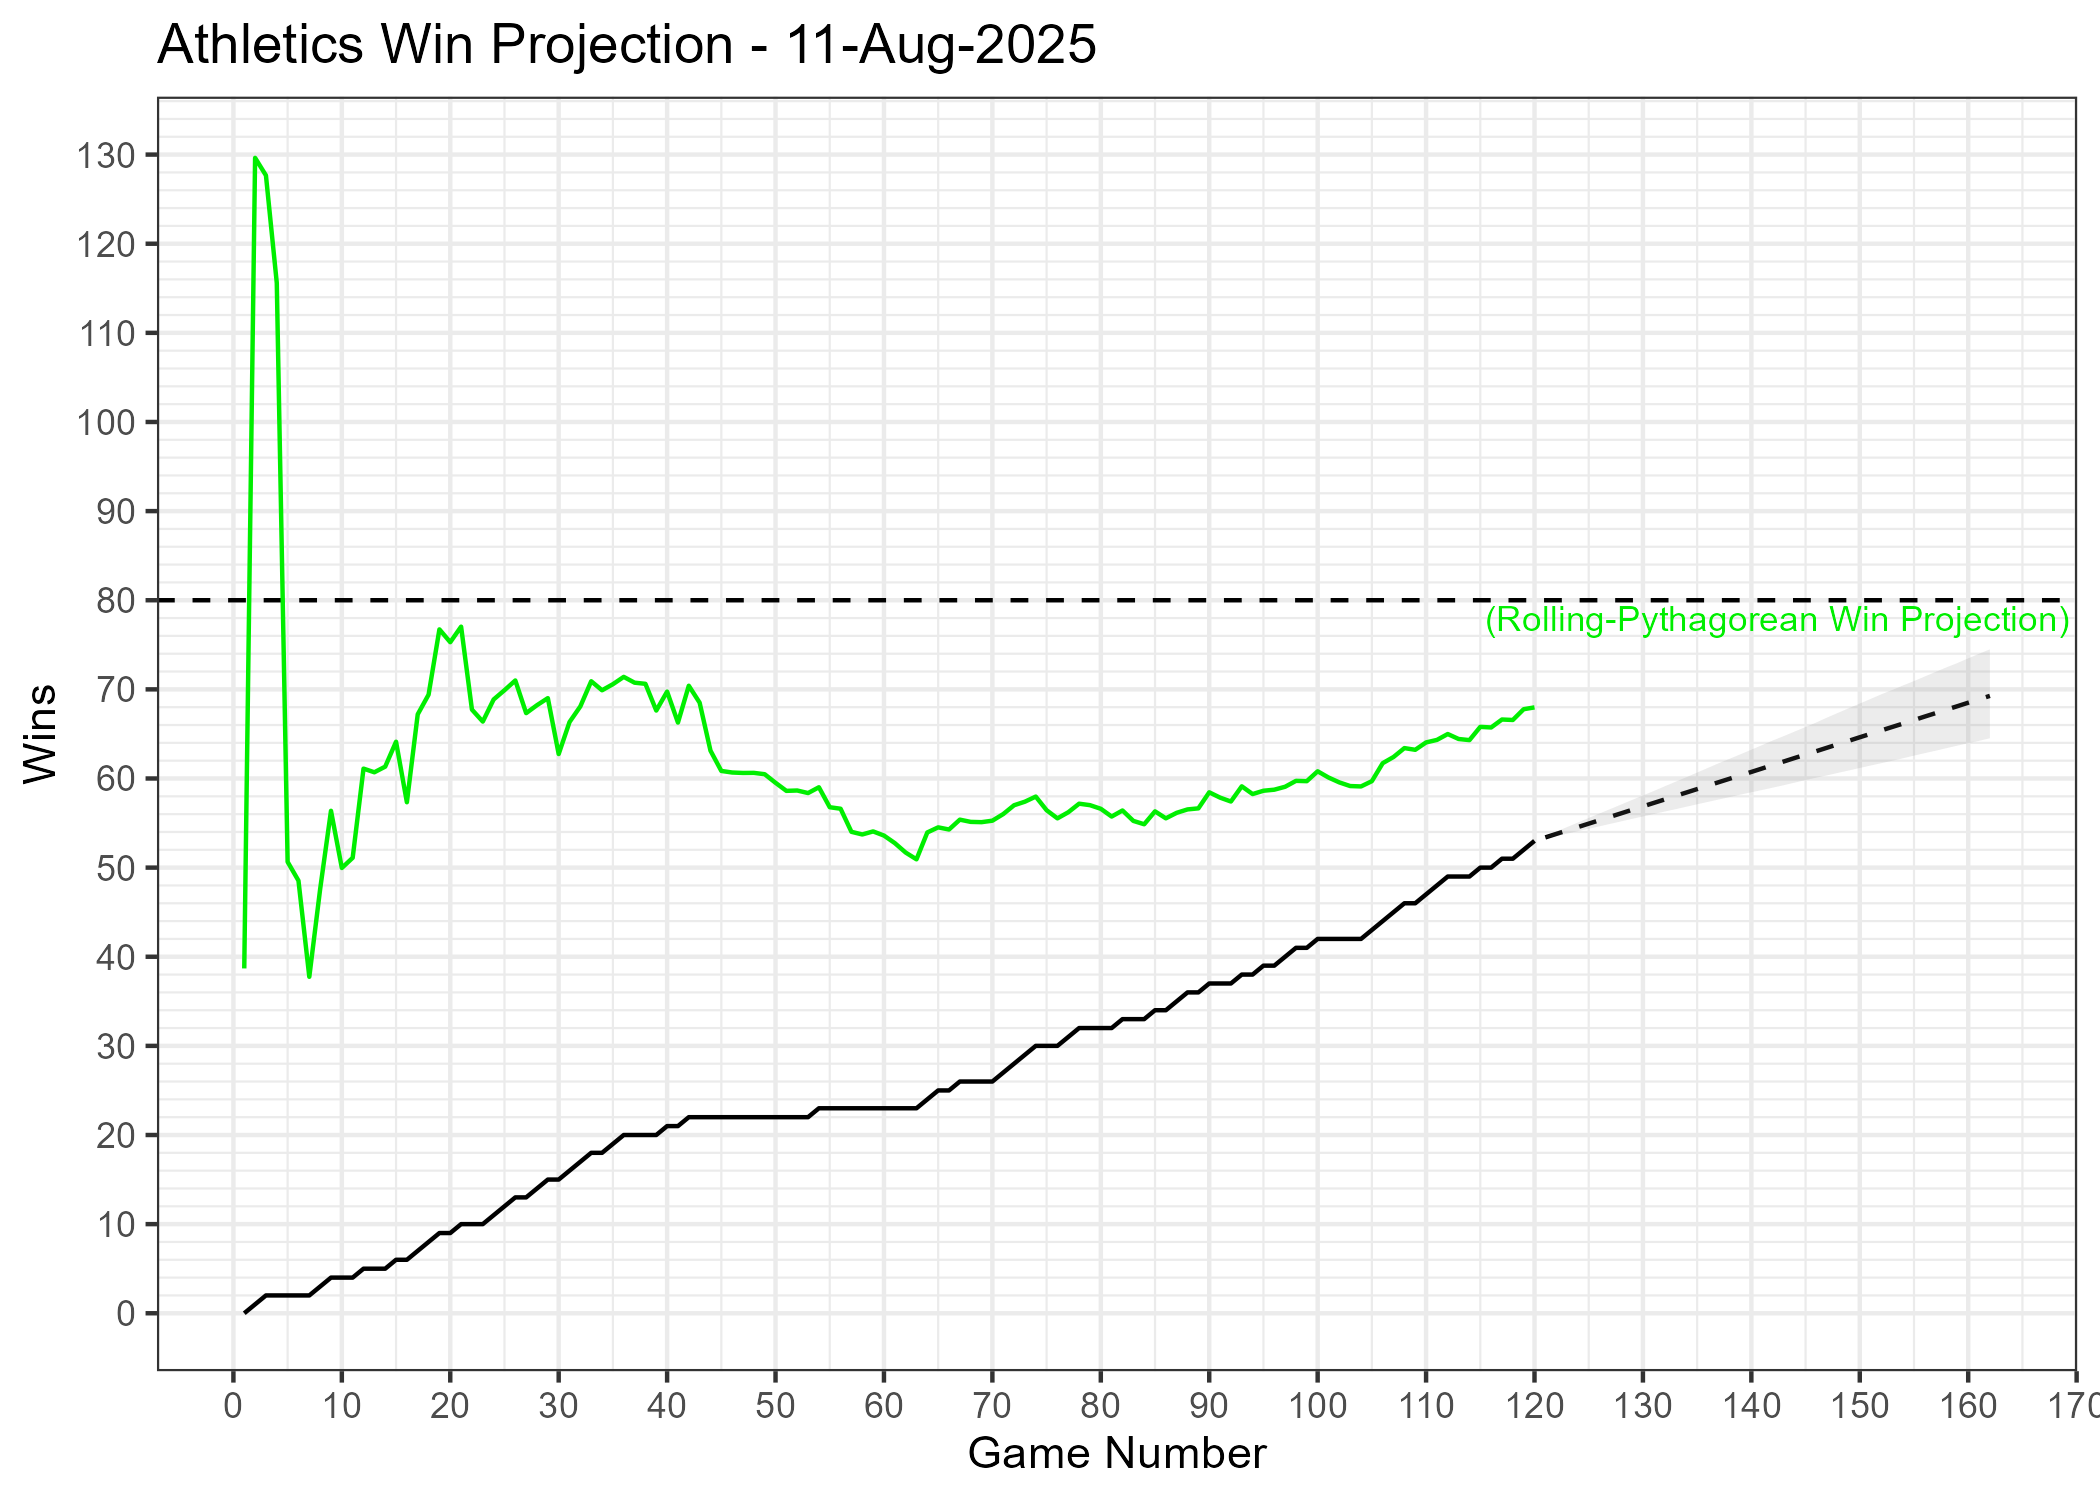 Athletics Win Projection - 11-Aug-2025
130
120
110
100
90
80
(Rolling-Pythagorean Win Projection)
70
60
50
40
30
20
10
0
Wins
0 10 20 30 40 50 60 70 80 90 100 110 120 130 140 150 160 170
Game Number